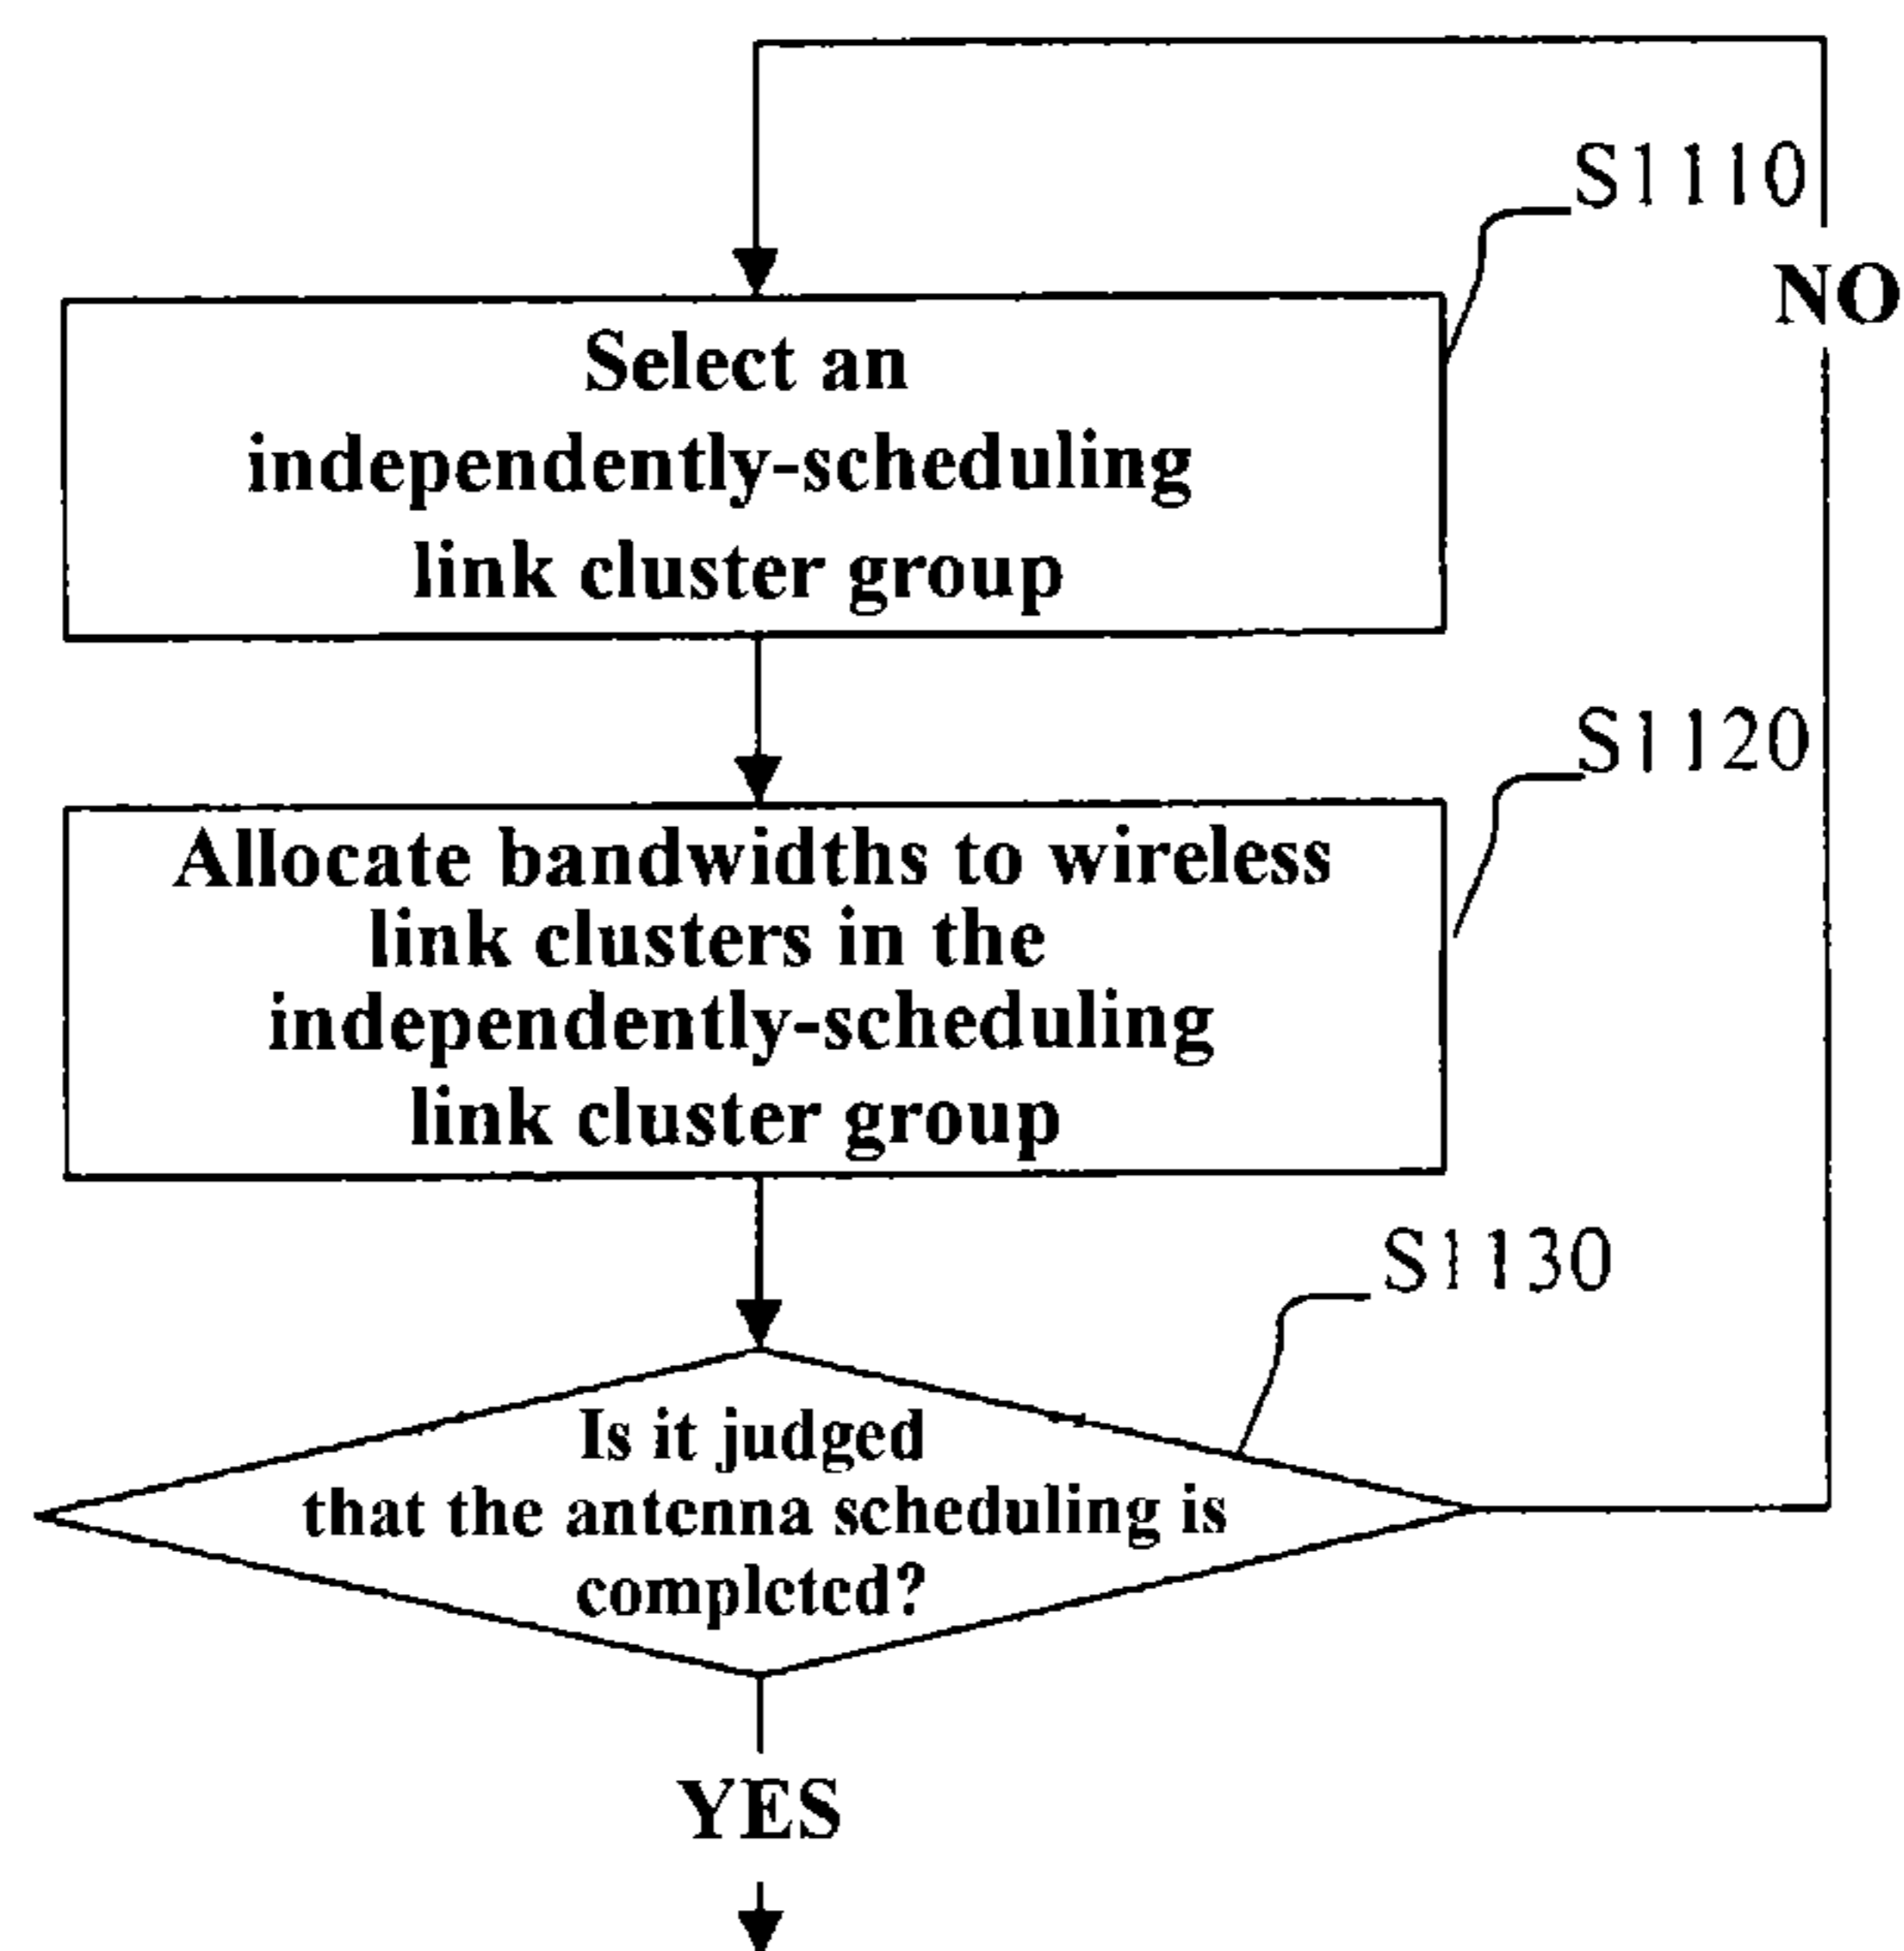 S1110
NO
Select an
independently-scheduling
link cluster group
S1120
Allocate bandwidths to wireless
link clusters in the
independently-scheduling
link cluster group
S1130
Is it judged
that the antenna scheduling is
completed?
YES